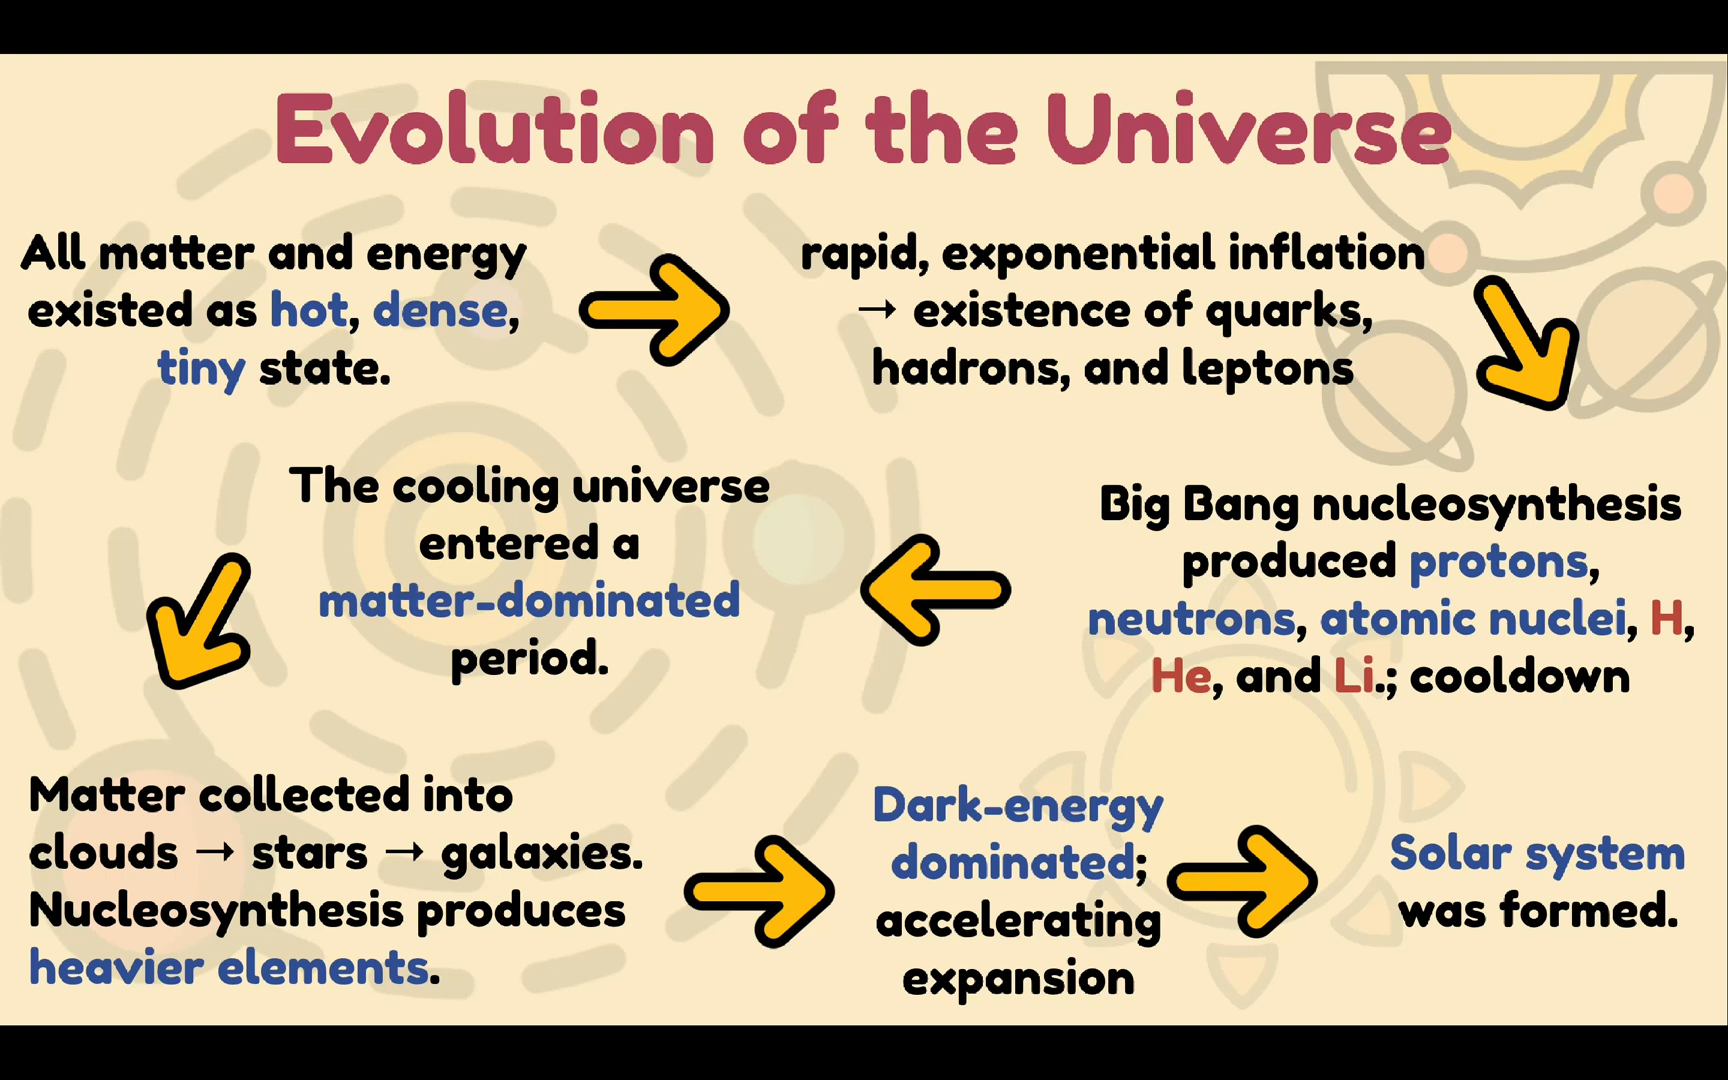 Evolution of the Universe
All matter and energy
existed as hot, dense,
tiny state.
rapid, exponential inflation
→ existence of quarks,
hadrons, and leptons
Big Bang nucleosynthesis
produced protons,
neutrons, atomic nuclei, H,
He, and Li.; cooldown
The cooling universe
entered a
matter-dominated
period.
Matter collected into
clouds → stars → galaxies.
Nucleosynthesis produces
heavier elements.
Dark-energy
dominated;
accelerating
expansion
Solar system
was formed.